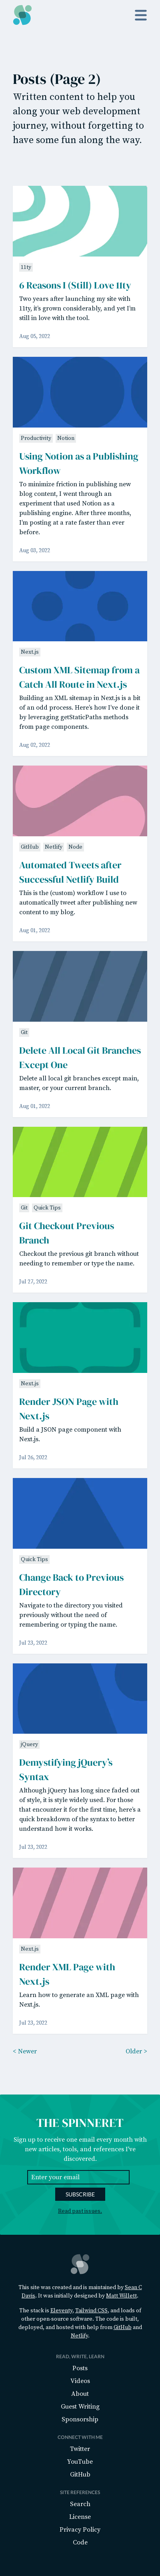 Posts (Page 2)
Written content to help you
along your web development
journey, without forgetting to
have some fun along the way.
11ty
6 Reasons I (Still) Love 11ty
Two years after launching my site with
11ty, it's grown considerably, and yet I'm
still in love with the tool.
Aug 05, 2022
Productivity Notion
Using Notion as a Publishing
Workflow
To minimize friction in publishing new
blog content, I went through an
experiment that used Notion as a
publishing engine. After three months,
I'm putting at a rate faster than ever
before.
Aug 03, 2022
Next.js
Custom XML Sitemap from a
Catch All Route in Next.js
Building an XML sitemap in Next.js is a bit
of an odd process. Here's how I've done it
by leveraging getStaticPaths methods
from page components.
Aug 02, 2022
GitHub Netlify Node
Automated Tweets after
Successful Netlify Build
This is the (custom) workflow I use to
automatically tweet after publishing new
content to my blog.
Aug 01, 2022
Git
Delete All Local Git Branches
Except One
Delete all local git branches except main,
master, or your current branch.
Aug 01, 2022
Git Quick Tips
Git Checkout Previous
Branch
Checkout the previous git branch without
needing to remember or type the name.
Jul 27, 2022
Next.js
Render JSON Page with
Next.js
Build a JSON page component with
Next.js.
Jul 26, 2022
Quick Tips
Change Back to Previous
Directory
Navigate to the directory you visited
previously without the need of
remembering or typing the name.
Jul 23, 2022
jQuery
Demystifying jQuery's
Syntax
Although jQuery has long since faded out
of style, it is style widely used. For those
that encounter it for the first time, here's a
quick breakdown of the syntax to better
understand how it works.
Jul 23, 2022
Next.js
Render XML Page with
Next.js
Learn how to generate an XML page with
Next.js.
Jul 23, 2022
< Newer Older >
THE SPINNERET
Sign up to receive one email every month with
new articles, tools, and references I've
discovered.
Enter your email
SUBSCRIBE
Read past issues.
This site was created and is maintained by Sean C
Davis. It was initially designed by Matt Willett.
The stack is Eleventy, Tailwind CSS, and loads of
other open-source software. The code is built,
deployed, and hosted with help from GitHub and
Netlify.
READ, WRITE, LEARN
Posts
Videos
About
Guest Writing
Sponsorship
CONNECT WITH ME
Twitter
YouTube
GitHub
SITE REFERENCES
Search
License
Privacy Policy
Code